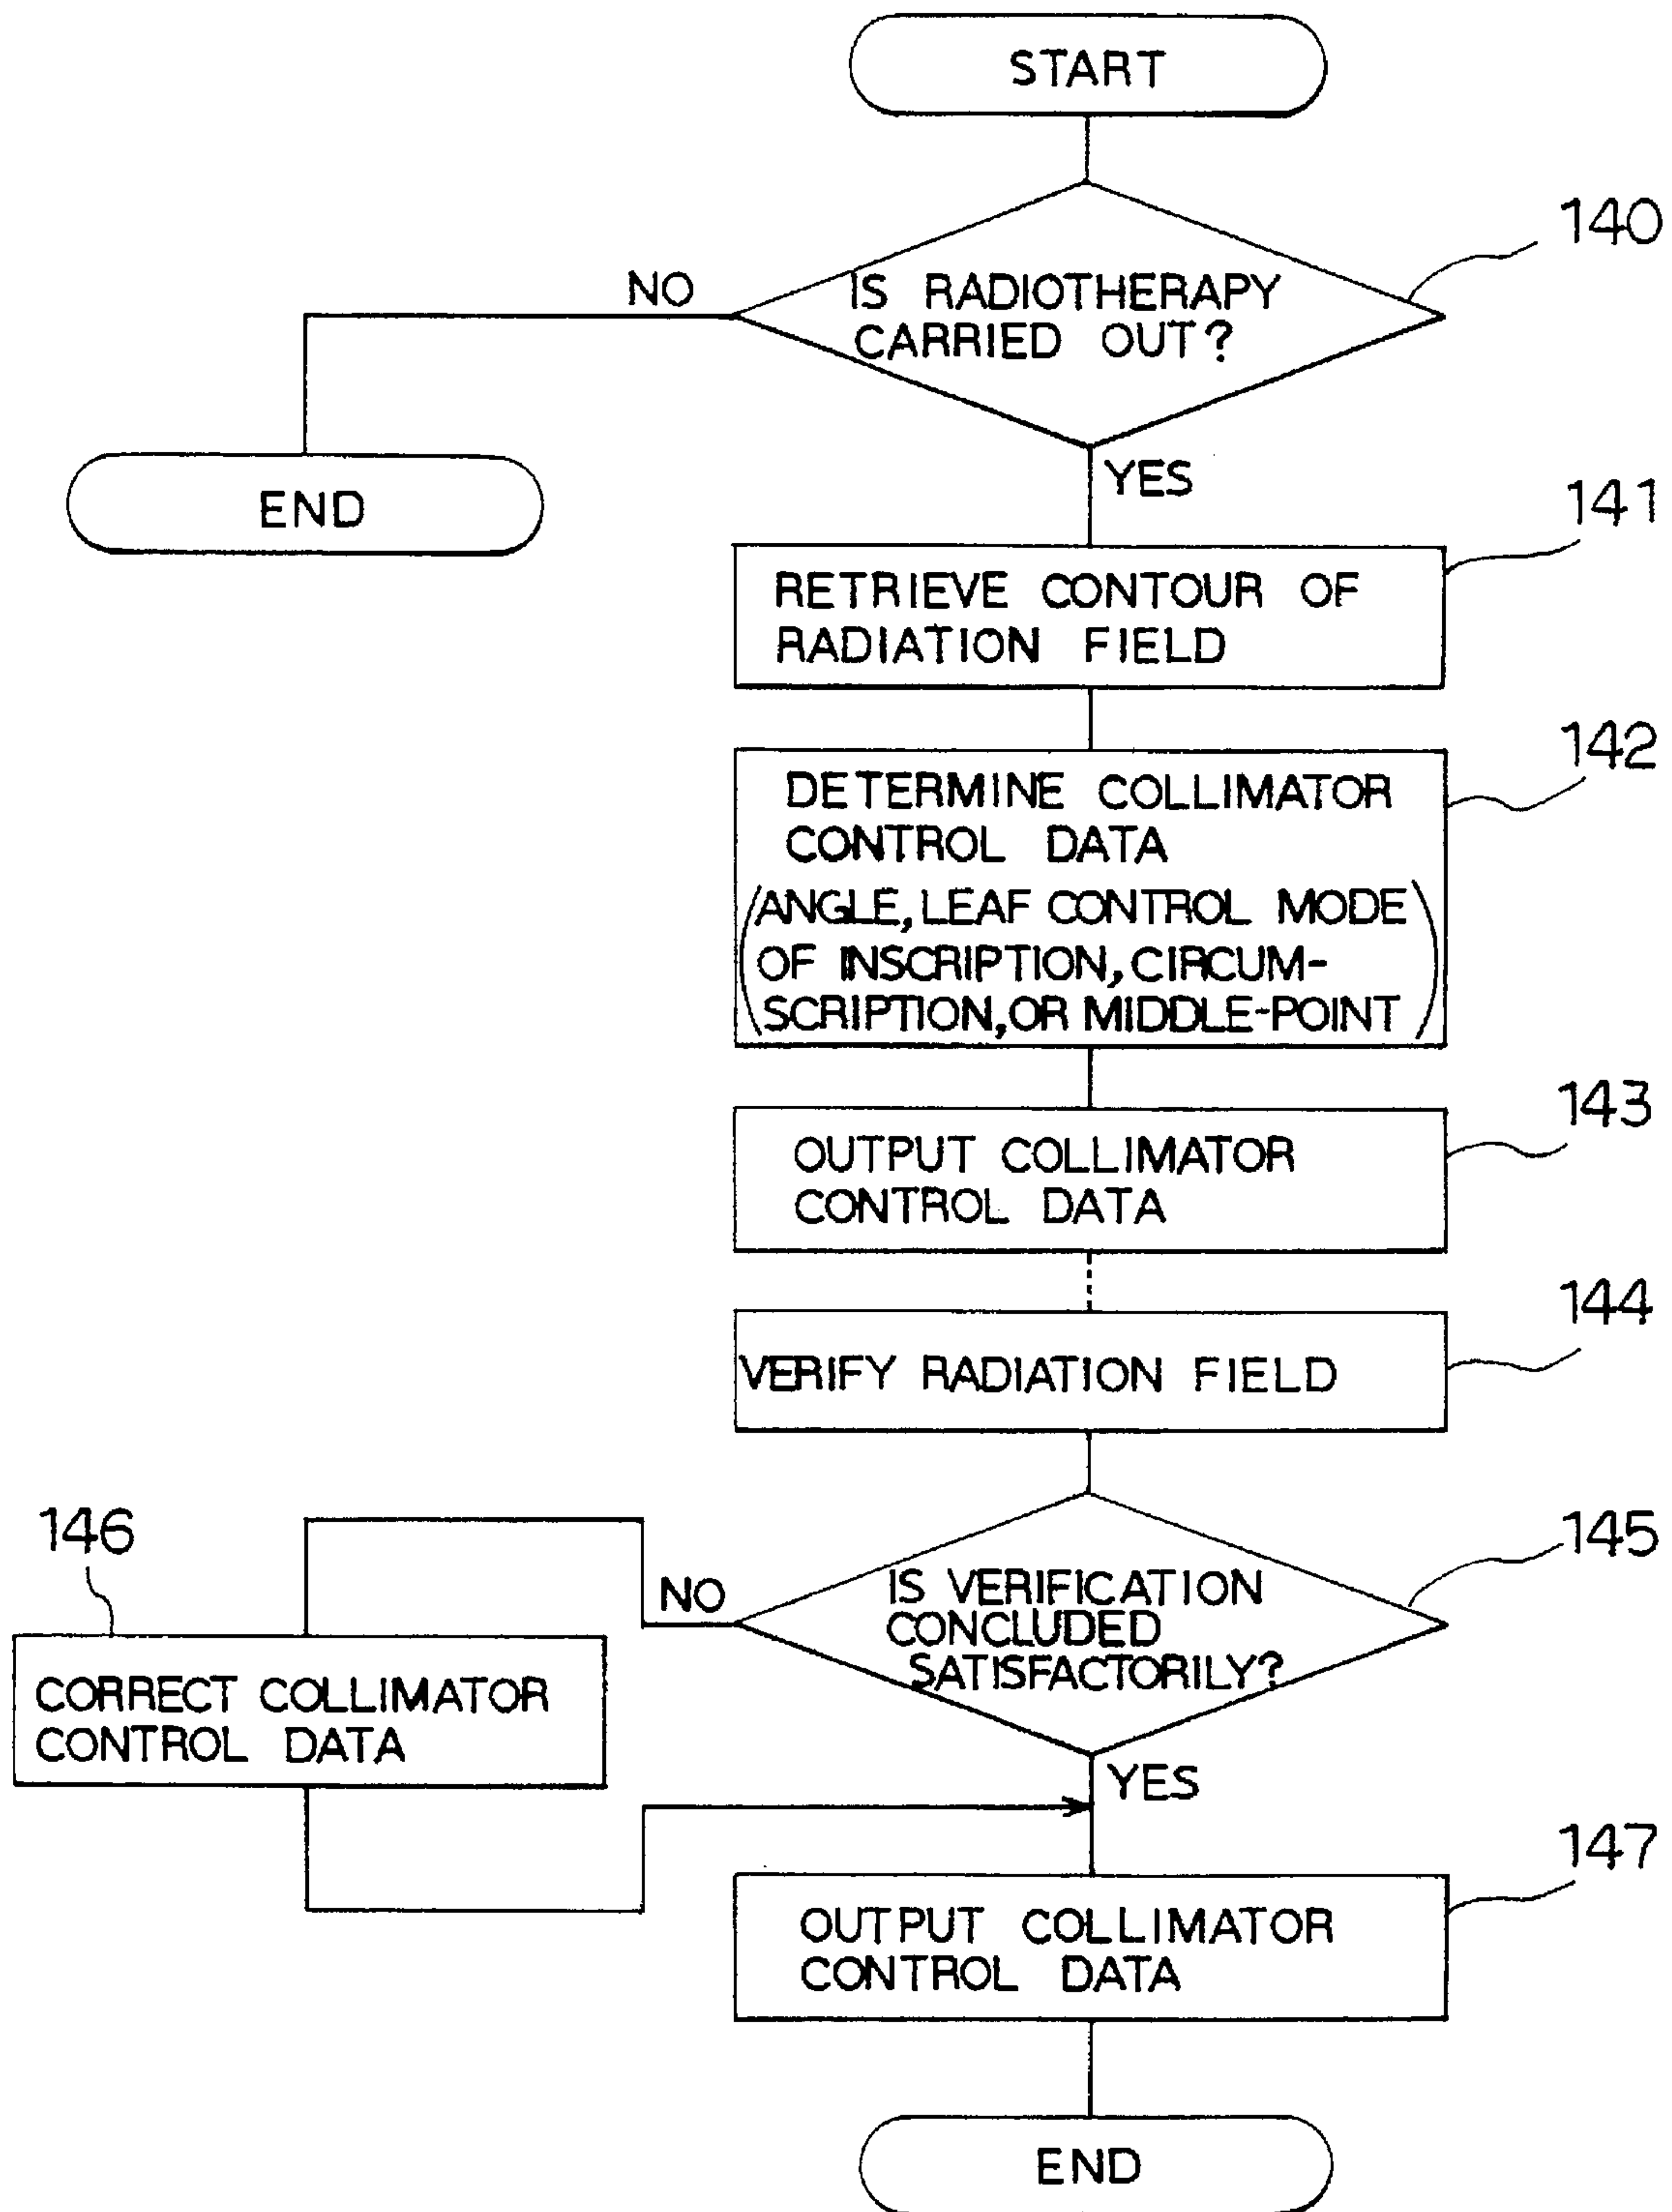 START
140
NO
IS RADIOTHERAPY
CARRIED OUT?
END
YES
141
RETRIEVE CONTOUR OF
RADIATION FIELD
142
DETERMINE COLLIMATOR
CONTROL DATA
(ANGLE, LEAF CONTROL MODE
OF INSCRIPTION, CIRCUM-
SCRIPTION, OR MIDDLE-POINT)
143
OUTPUT COLLIMATOR
CONTROL DATA
144
VERIFY RADIATION FIELD
145
NO
IS VERIFICATION
CONCLUDED
SATISFACTORILY?
146
CORRECT COLLIMATOR
CONTROL DATA
YES
147
OUTPUT COLLIMATOR
CONTROL DATA
END